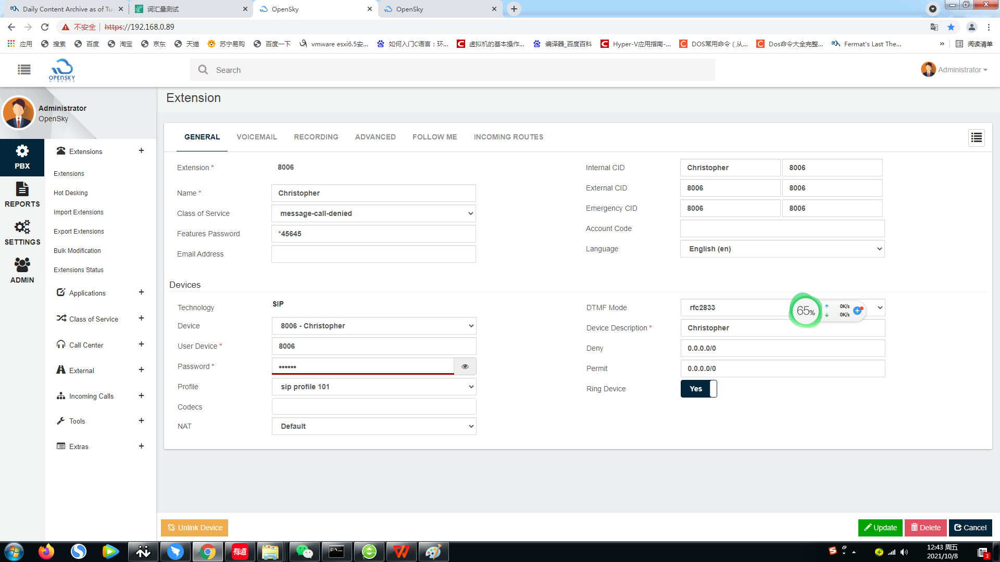 Daily Content Archive as of Tue
词汇量测试
OpenSky
OpenSky
不安全
https://192.168.0.89
应用
搜索
百度
淘宝
京东
天猫
苏宁易购
百度一下
vmware esxi6.5安...
如何入门C语言：环...
虚拟机的基本操作...
编译器_百度百科
Hyper-V应用指南-...
DOS常用命令（从...
Dos命令大全完整...
Fermat's Last The...
»
阅读清单
OPENSKY
Search
Administrator
Administrator
OpenSky
PBX
REPORTS
SETTINGS
ADMIN
Extensions +
Extensions
Hot Desking
Import Extensions
Export Extensions
Bulk Modification
Extensions Status
Applications +
Class of Service +
Call Center +
External +
Incoming Calls +
Tools +
Extras +
Extension
GENERAL
VOICEMAIL
RECORDING
ADVANCED
FOLLOW ME
INCOMING ROUTES
Extension * 8006
Name * Christopher
Class of Service message-call-denied
Features Password *45645
Email Address
Internal CID Christopher 8006
External CID 8006 8006
Emergency CID 8006 8006
Account Code
Language English (en)
Devices
Technology SIP
Device 8006 - Christopher
User Device * 8006
Password * ••••••
Profile sip profile 101
Codecs
NAT Default
DTMF Mode rfc2833
65%
0K/s
0K/s
Device Description * Christopher
Deny 0.0.0.0/0
Permit 0.0.0.0/0
Ring Device Yes
Unlink Device
Update
Delete
Cancel
有道
C:\
12:43 周五
2021/10/8
3